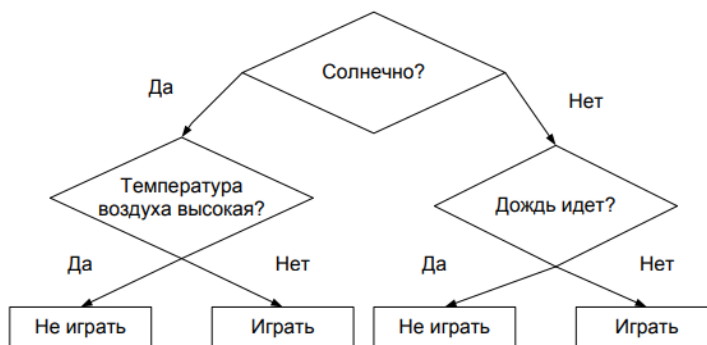 Солнечно?
Да
Нет
Температура
воздуха высокая?
Дождь идет?
Да
Нет
Да
Нет
Не играть
Играть
Не играть
Играть